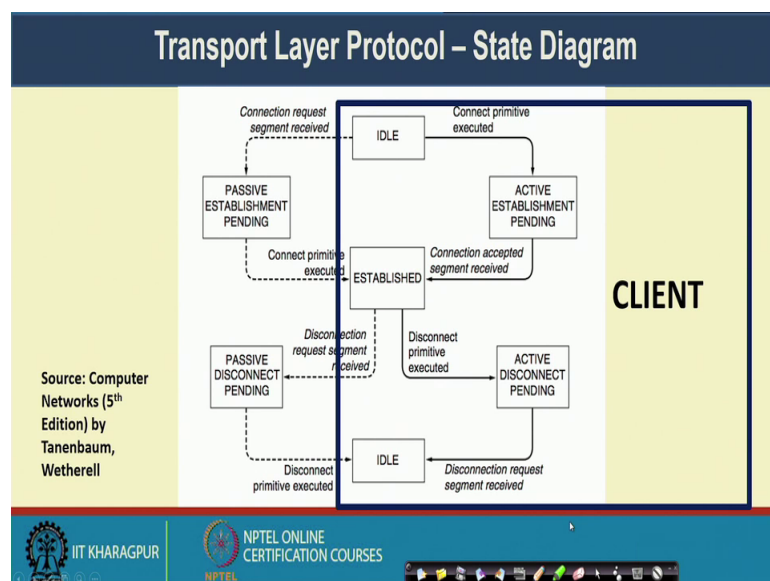 Transport Layer Protocol – State Diagram
Connection request
segment received
IDLE
Connect primitive
executed
PASSIVE
ESTABLISHMENT
PENDING
ACTIVE
ESTABLISHMENT
PENDING
Connect primitive
executed
ESTABLISHED
Connection accepted
segment received
CLIENT
Disconnection
request segment
received
Disconnect
primitive
executed
PASSIVE
DISCONNECT
PENDING
ACTIVE
DISCONNECT
PENDING
Source: Computer
Networks (5th
Edition) by
Tanenbaum,
Wetherell
IDLE
Disconnect
primitive executed
Disconnection request
segment received
IIT KHARAGPUR
NPTEL ONLINE
CERTIFICATION COURSES
NPTEL